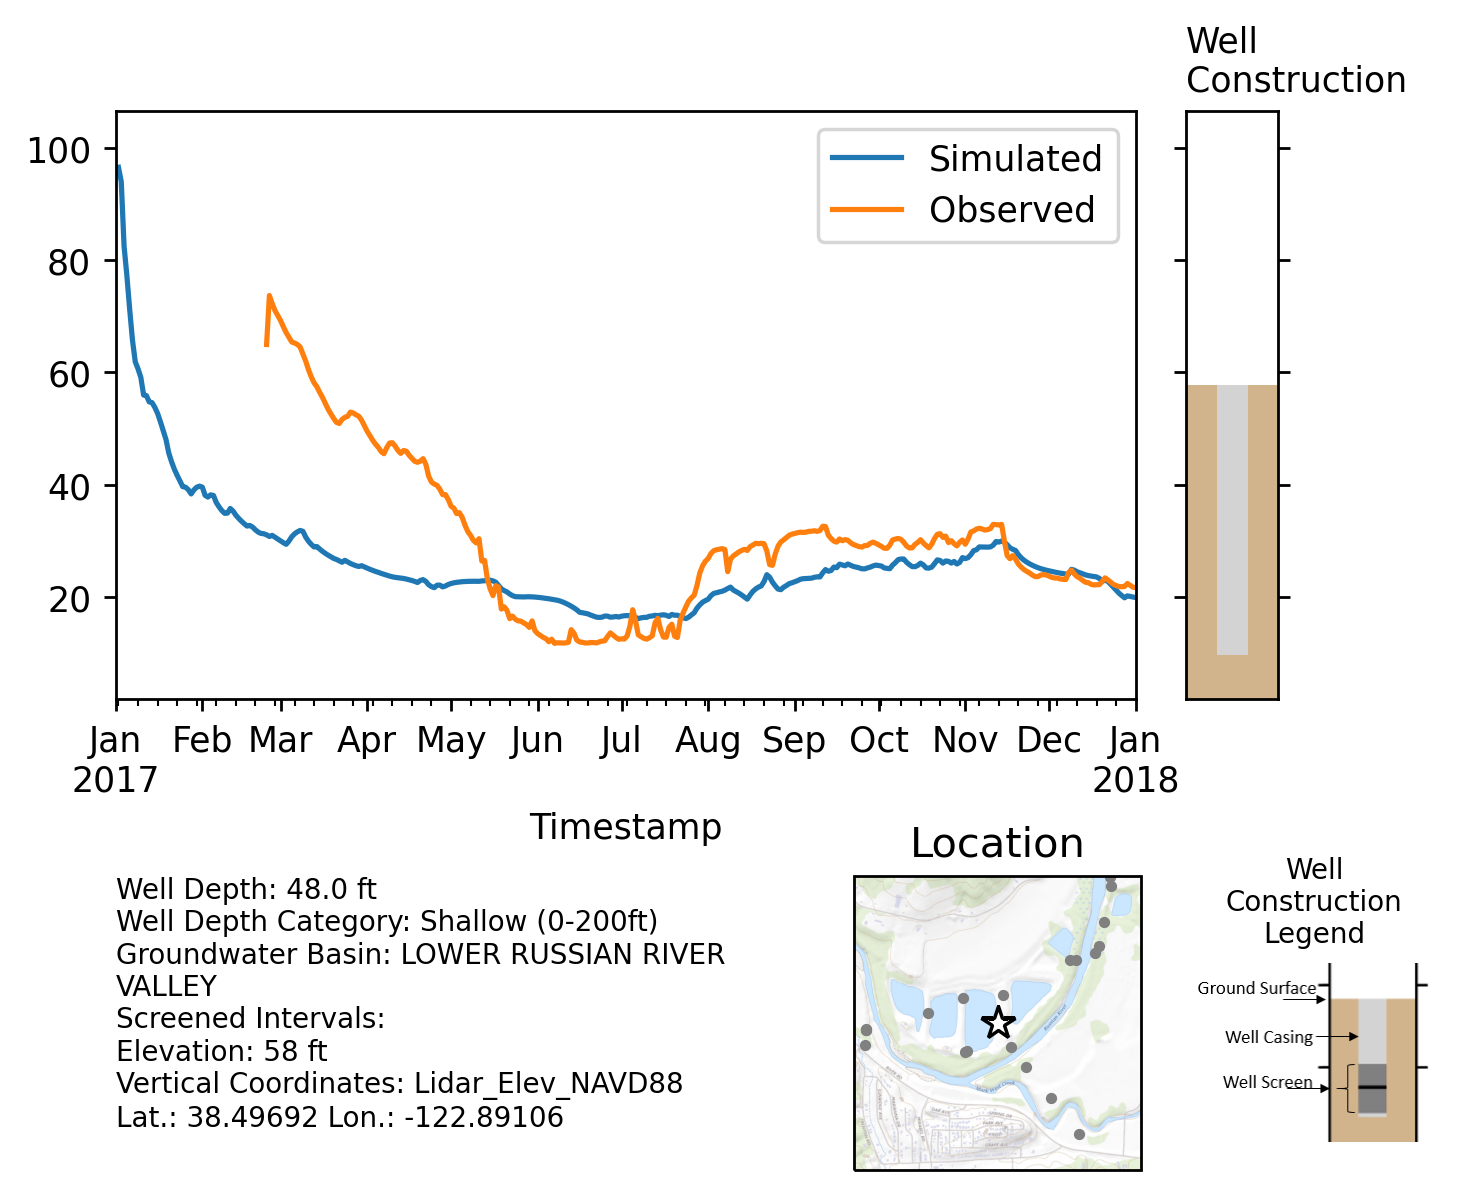 Well
Construction
100
80
60
40
20
Simulated
Observed
Jan Feb Mar Apr May Jun Jul Aug Sep Oct Nov Dec Jan
2017 2018
Timestamp
Well Depth: 48.0 ft
Well Depth Category: Shallow (0-200ft)
Groundwater Basin: LOWER RUSSIAN RIVER
VALLEY
Screened Intervals:
Elevation: 58 ft
Vertical Coordinates: Lidar_Elev_NAVD88
Lat.: 38.49692 Lon.: -122.89106
Location
Well
Construction
Legend
Ground Surface
Well Casing
Well Screen